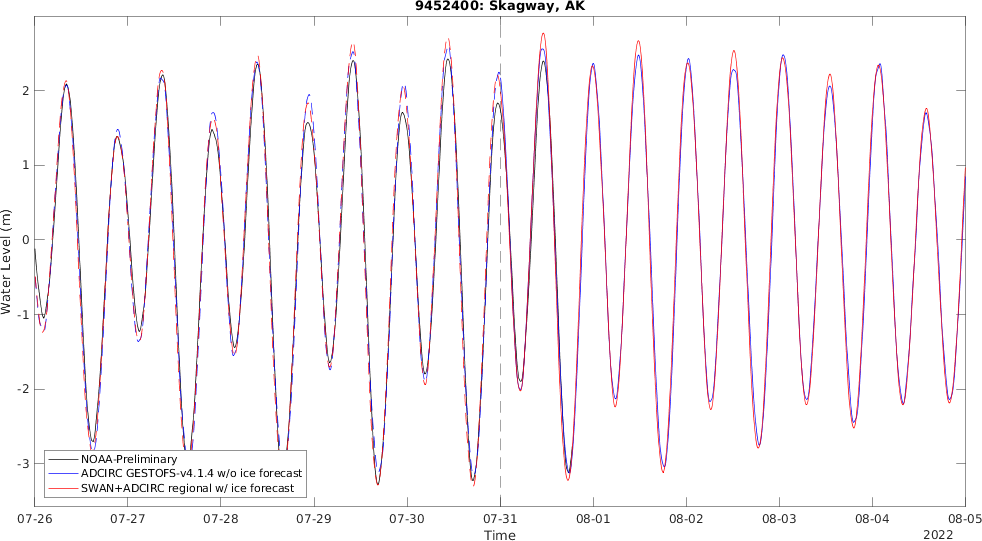 9452400: Skagway, AK
Water Level (m)
2
1
0
-1
-2
-3
NOAA-Preliminary
ADCIRC GESTOFS-v4.1.4 w/o ice forecast
SWAN+ADCIRC regional w/ ice forecast
07-26 07-27 07-28 07-29 07-30 07-31 08-01 08-02 08-03 08-04 08-05
Time
2022